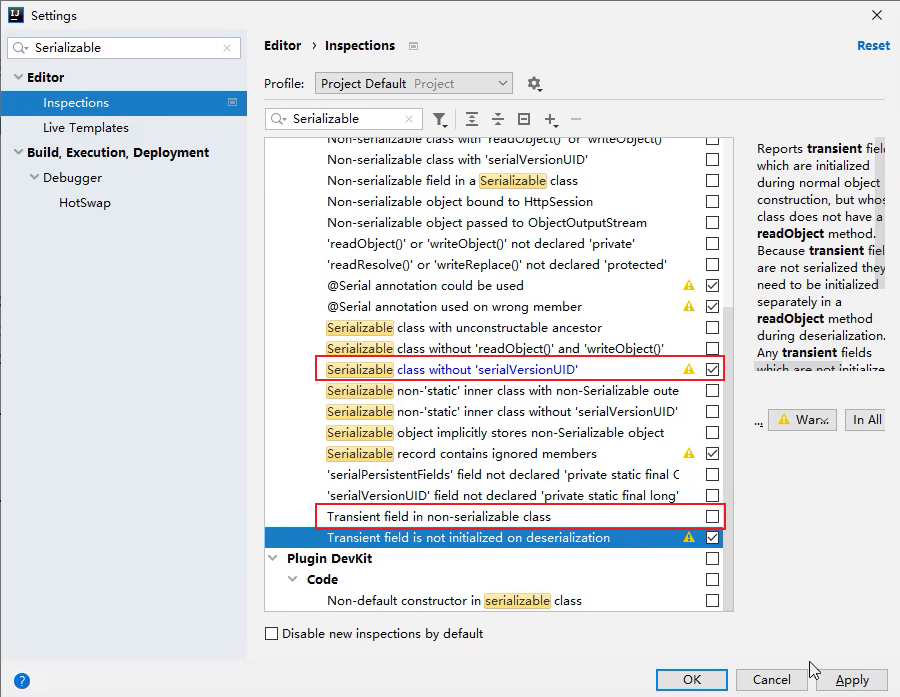 Settings
Serializable
Editor
Inspections
Live Templates
Build, Execution, Deployment
Debugger
HotSwap
Editor › Inspections
Reset
Profile: Project Default Project
Serializable
Non-serializable class with 'readObject()' or 'writeObject()'
Non-serializable class with 'serialVersionUID'
Non-serializable field in a Serializable class
Non-serializable object bound to HttpSession
Non-serializable object passed to ObjectOutputStream
'readObject()' or 'writeObject()' not declared 'private'
'readResolve()' or 'writeReplace()' not declared 'protected'
@Serial annotation could be used
@Serial annotation used on wrong member
Serializable class with unconstructable ancestor
Serializable class without 'readObject()' and 'writeObject()'
Serializable class without 'serialVersionUID'
Serializable non-'static' inner class with non-Serializable oute
Serializable non-'static' inner class without 'serialVersionUID'
Serializable object implicitly stores non-Serializable object
Serializable record contains ignored members
'serialPersistentFields' field not declared 'private static final C
'serialVersionUID' field not declared 'private static final long'
Transient field in non-serializable class
Transient field is not initialized on deserialization
Plugin DevKit
Code
Non-default constructor in serializable class
Reports transient fiel
which are initialized
during normal object
construction, but whos
class does not have a
readObject method.
Because transient fiel
are not serialized they
need to be initialized
separately in a
readObject method
during deserialization.
Any transient fields
which are not initialize
... Warn In All
Disable new inspections by default
?
OK Cancel Apply